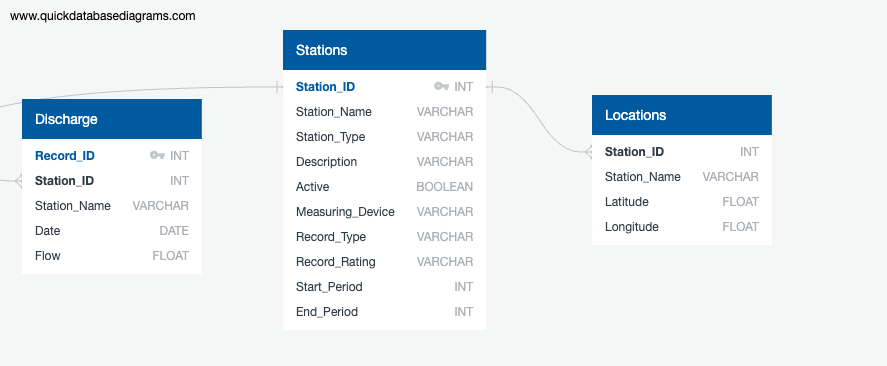 www.quickdatabasediagrams.com
Discharge
Record_ID INT
Station_ID INT
Station_Name VARCHAR
Date DATE
Flow FLOAT
Stations
Station_ID INT
Station_Name VARCHAR
Station_Type VARCHAR
Description VARCHAR
Active BOOLEAN
Measuring_Device VARCHAR
Record_Type VARCHAR
Record_Rating VARCHAR
Start_Period INT
End_Period INT
Locations
Station_ID INT
Station_Name VARCHAR
Latitude FLOAT
Longitude FLOAT